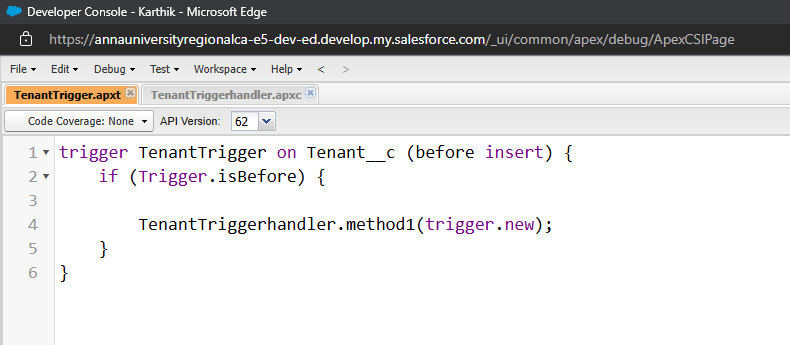 Developer Console - Karthik - Microsoft Edge
https://annauniversityregionalca-e5-dev-ed.develop.my.salesforce.com/_ui/common/apex/debug/ApexCSIPage
File Edit Debug Test Workspace Help < >
TenantTrigger.apxt TenantTriggerhandler.apxc
Code Coverage: None API Version: 62
1 trigger TenantTrigger on Tenant__c (before insert) {
2     if (Trigger.isBefore) {
3
4         TenantTriggerhandler.method1(trigger.new);
5     }
6 }